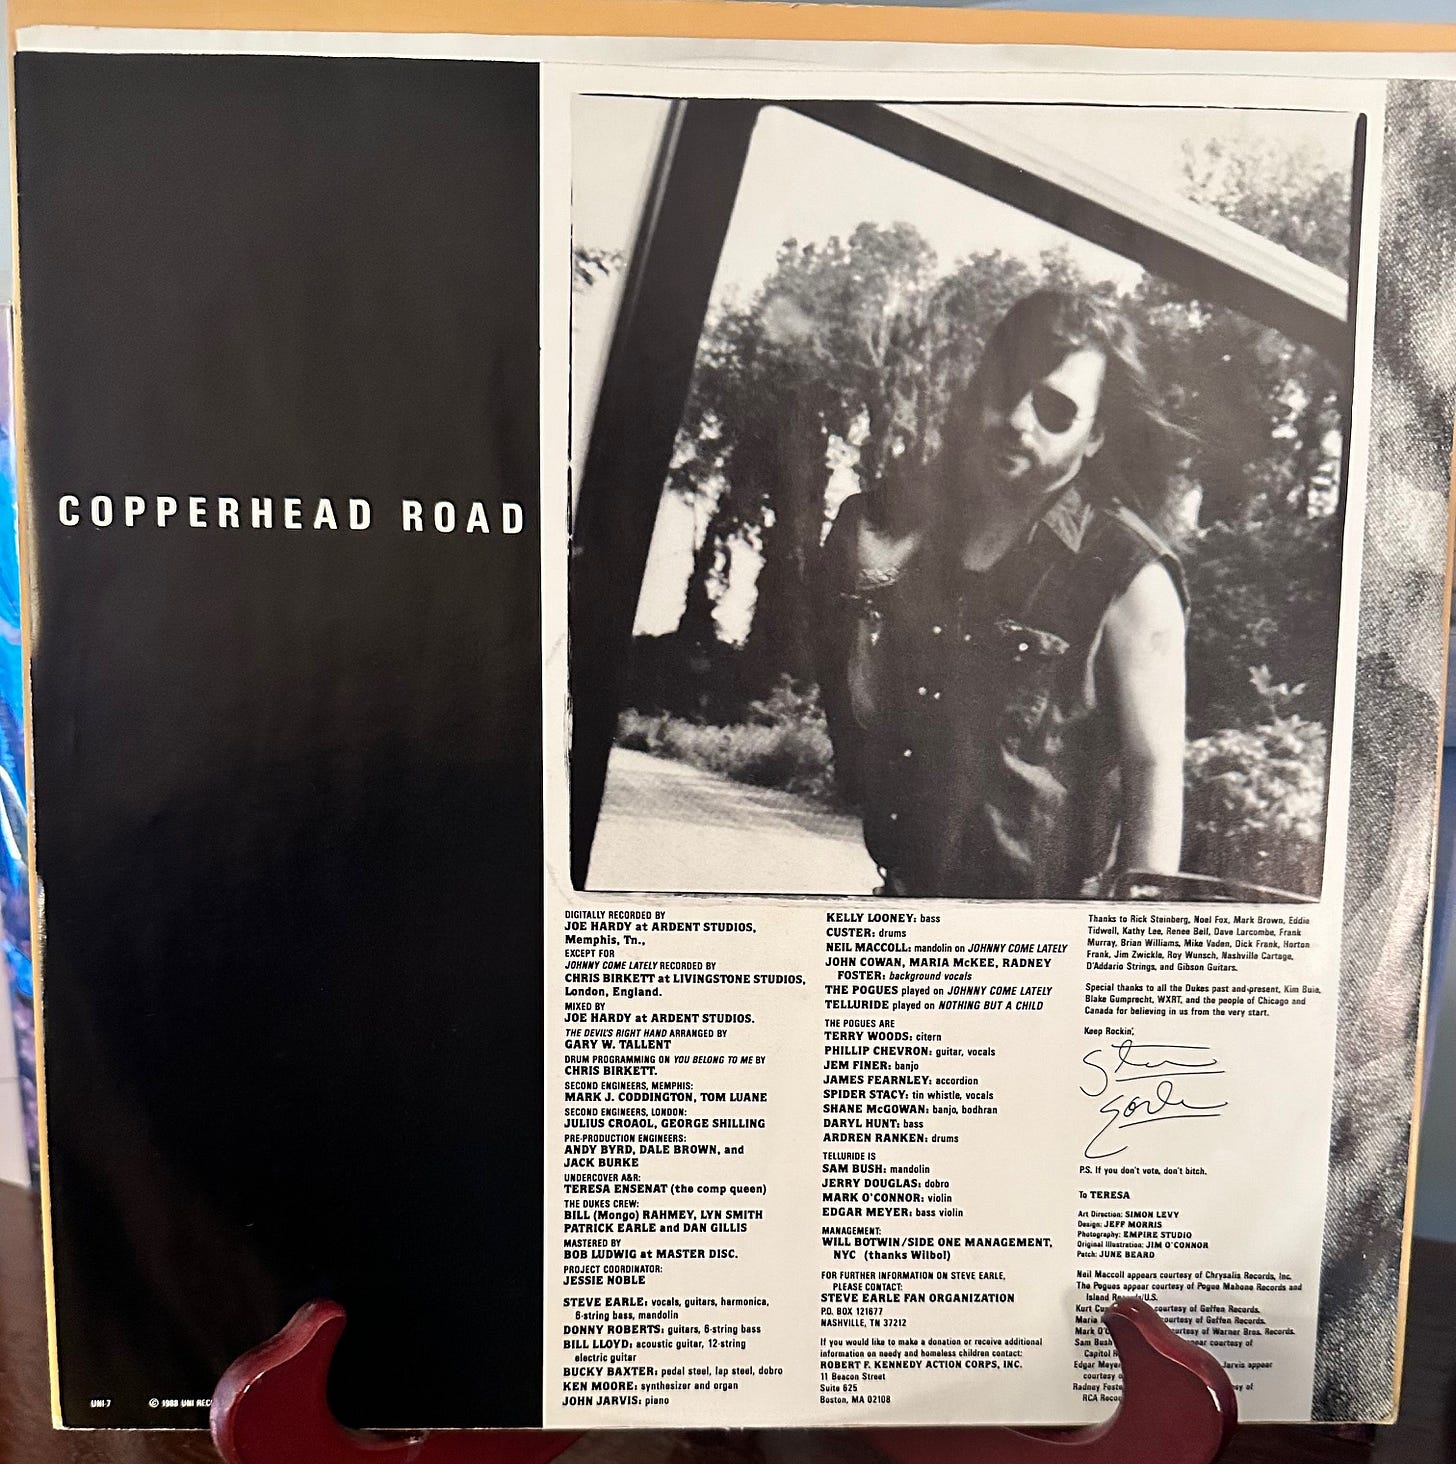 COPPERHEAD ROAD
UNI-7
© 1988 UNI
DIGITALLY RECORDED BY
JOE HARDY at ARDENT STUDIOS,
Memphis, Tn.,
EXCEPT FOR
JOHNNY COME LATELY RECORDED BY
CHRIS BIRKETT at LIVINGSTONE STUDIOS,
London, England.
MIXED BY
JOE HARDY at ARDENT STUDIOS.
THE DEVIL'S RIGHT HAND ARRANGED BY
GARY W. TALLENT
DRUM PROGRAMMING ON YOU BELONG TO ME BY
CHRIS BIRKETT.
SECOND ENGINEERS, MEMPHIS:
MARK J. CODDINGTON, TOM LUANE
SECOND ENGINEERS, LONDON:
JULIUS CROAOL, GEORGE SHILLING
PRE-PRODUCTION ENGINEERS:
ANDY BYRD, DALE BROWN, and
JACK BURKE
UNDERCOVER A&R:
TERESA ENSENAT (the comp queen)
THE DUKES CREW:
BILL (Mongo) RAHMEY, LYN SMITH
PATRICK EARLE and DAN GILLIS
MASTERED BY
BOB LUDWIG at MASTER DISC.
PROJECT COORDINATOR:
JESSIE NOBLE
STEVE EARLE: vocals, guitars, harmonica,
6-string bass, mandolin
DONNY ROBERTS: guitars, 6-string bass
BILL LLOYD: acoustic guitar, 12-string
electric guitar
BUCKY BAXTER: pedal steel, lap steel, dobro
KEN MOORE: synthesizer and organ
JOHN JARVIS: piano
KELLY LOONEY: bass
CUSTER: drums
NEIL MACCOLL: mandolin on JOHNNY COME LATELY
JOHN COWAN, MARIA McKEE, RADNEY
FOSTER: background vocals
THE POGUES played on JOHNNY COME LATELY
TELLURIDE played on NOTHING BUT A CHILD
THE POGUES ARE
TERRY WOODS: citern
PHILLIP CHEVRON: guitar, vocals
JEM FINER: banjo
JAMES FEARNLEY: accordion
SPIDER STACY: tin whistle, vocals
SHANE McGOWAN: banjo, bodhran
DARYL HUNT: bass
ARDREN RANKEN: drums
TELLURIDE IS
SAM BUSH: mandolin
JERRY DOUGLAS: dobro
MARK O'CONNOR: violin
EDGAR MEYER: bass violin
MANAGEMENT:
WILL BOTWIN/SIDE ONE MANAGEMENT,
NYC (thanks Wilbo!)
FOR FURTHER INFORMATION ON STEVE EARLE,
PLEASE CONTACT:
STEVE EARLE FAN ORGANIZATION
P.O. BOX 121677
NASHVILLE, TN 37212
If you would like to make a donation or receive additional
information on needy and homeless children contact:
ROBERT F. KENNEDY ACTION CORPS, INC.
11 Beacon Street
Suite 625
Boston, MA 02108
Thanks to Rick Steinberg, Noel Fox, Mark Brown, Eddie
Tidwell, Kathy Lee, Renee Bell, Dave Larcombe, Frank
Murray, Brian Williams, Mike Vaden, Dick Frank, Horton
Frank, Jim Zwickle, Roy Wunsch, Nashville Cartage,
D'Addario Strings, and Gibson Guitars.
Special thanks to all the Dukes past and present, Kim Buie,
Blake Gumprecht, WXRT, and the people of Chicago and
Canada for believing in us from the very start.
Keep Rockin',
Steve
Earle
P.S. If you don't vote, don't bitch.
To TERESA
Art Direction: SIMON LEVY
Design: JEFF MORRIS
Photography: EMPIRE STUDIO
Original Illustration: JIM O'CONNOR
Patch: JUNE BEARD
Neil Maccoll appears courtesy of Chrysalis Records, Inc.
The Pogues appear courtesy of Pogue Mahone Records and
Island /U.S.
Kurt courtesy of Geffen Records.
Maria courtesy of Geffen Records.
Mark courtesy of Warner Bros. Records.
Sam Bush appear courtesy of
Capitol
Edgar Meyer Jarvis appear
courtesy
Radney of
RCA